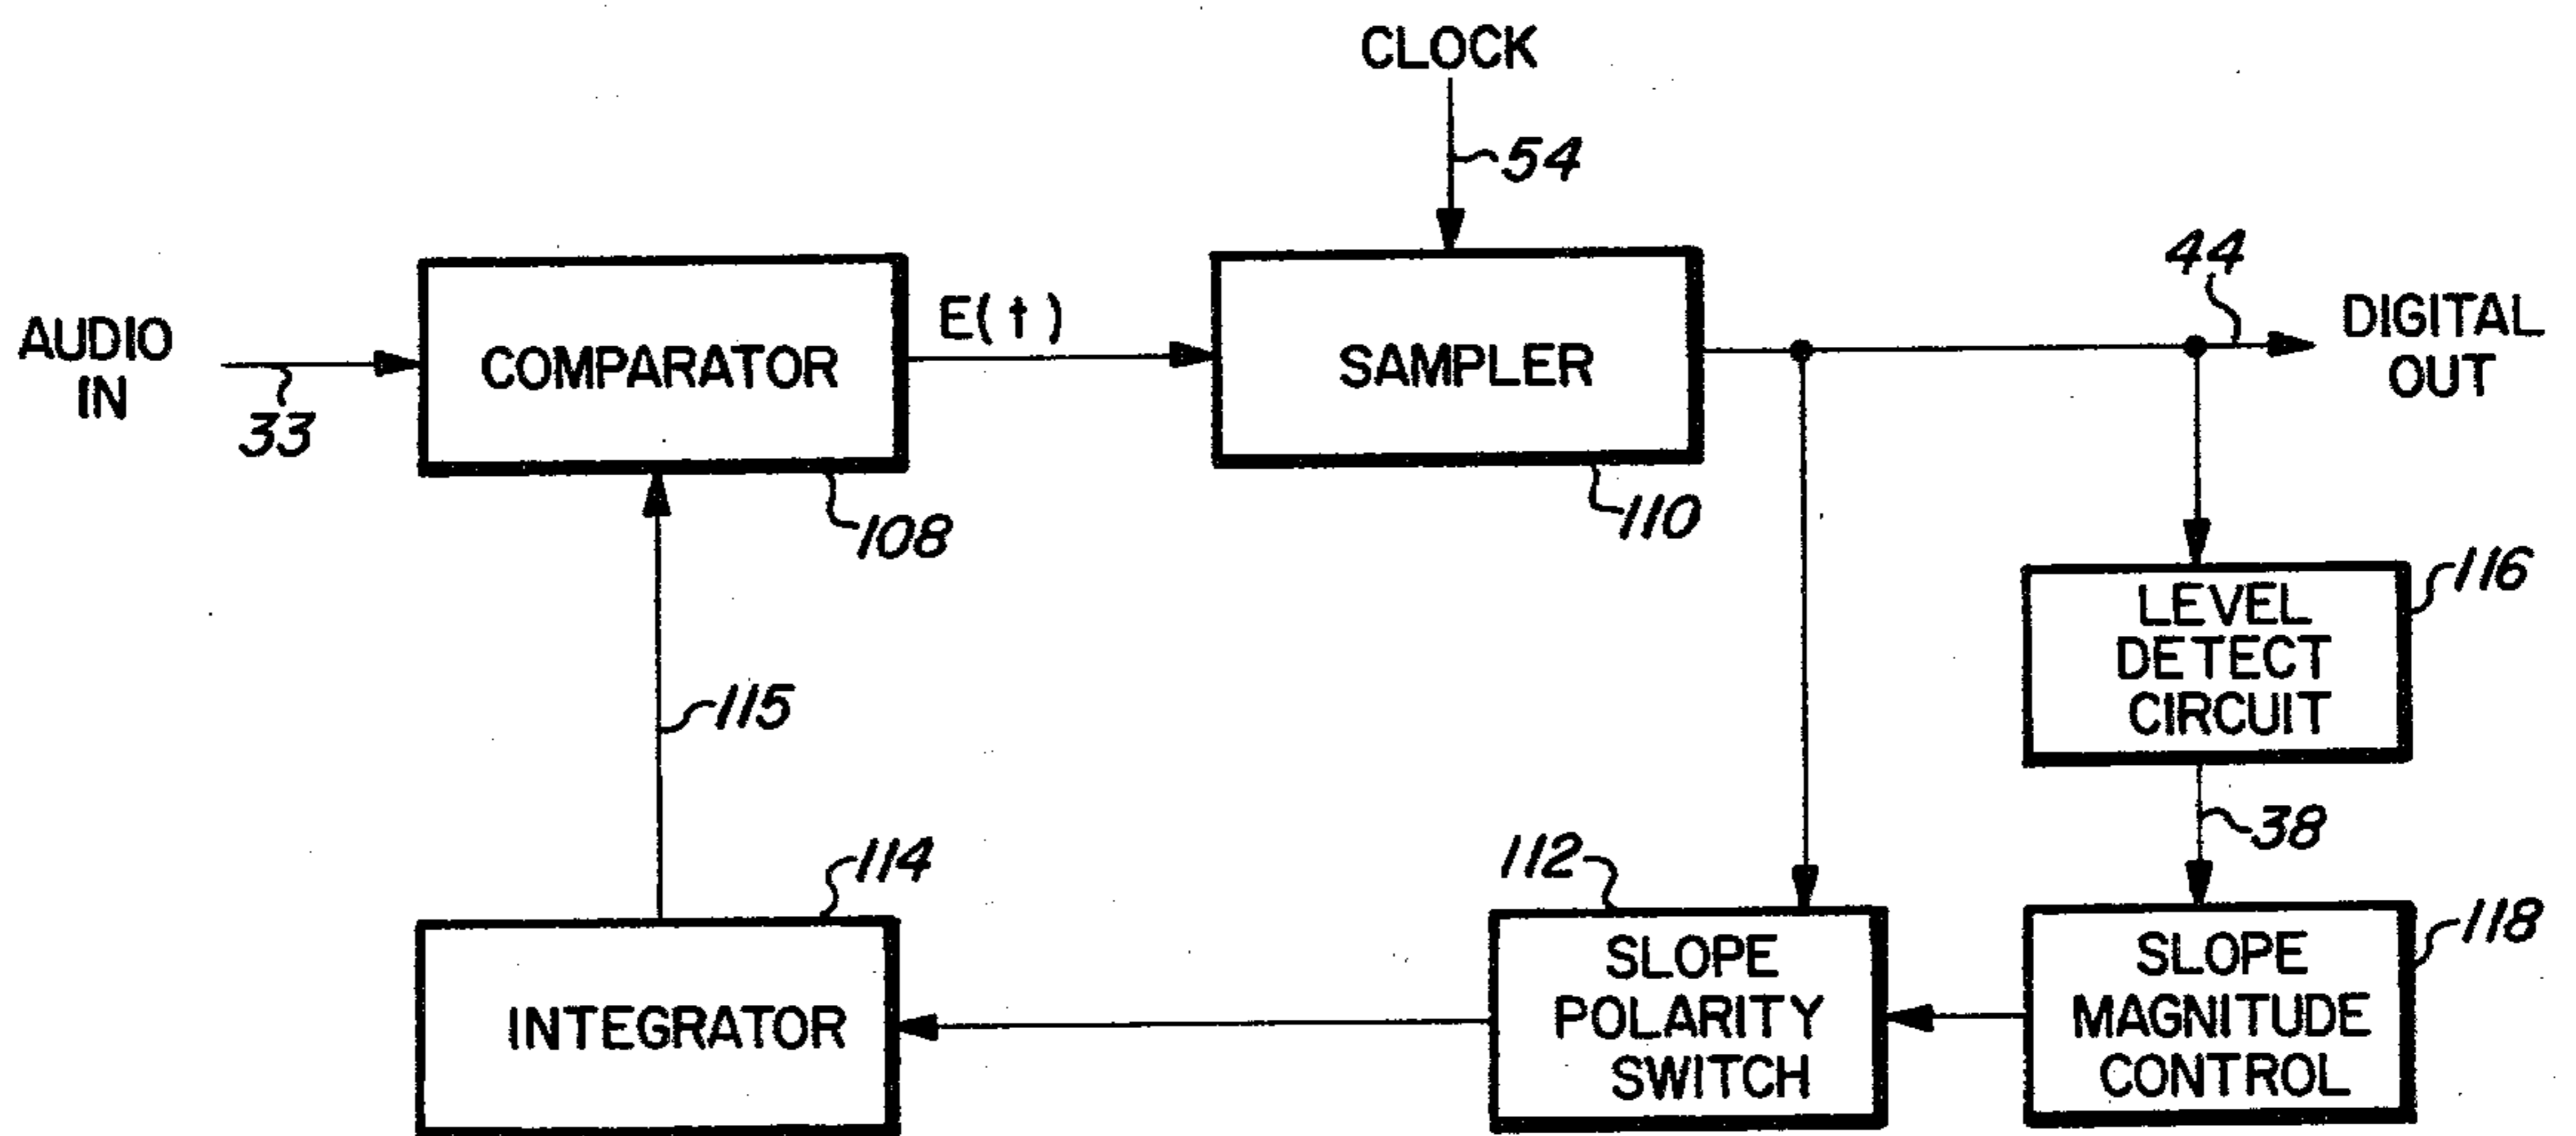 CLOCK
54
44
AUDIO
IN
33
COMPARATOR
E(t)
SAMPLER
DIGITAL
OUT
108
110
116
LEVEL
DETECT
CIRCUIT
115
38
114
112
118
INTEGRATOR
SLOPE
POLARITY
SWITCH
SLOPE
MAGNITUDE
CONTROL